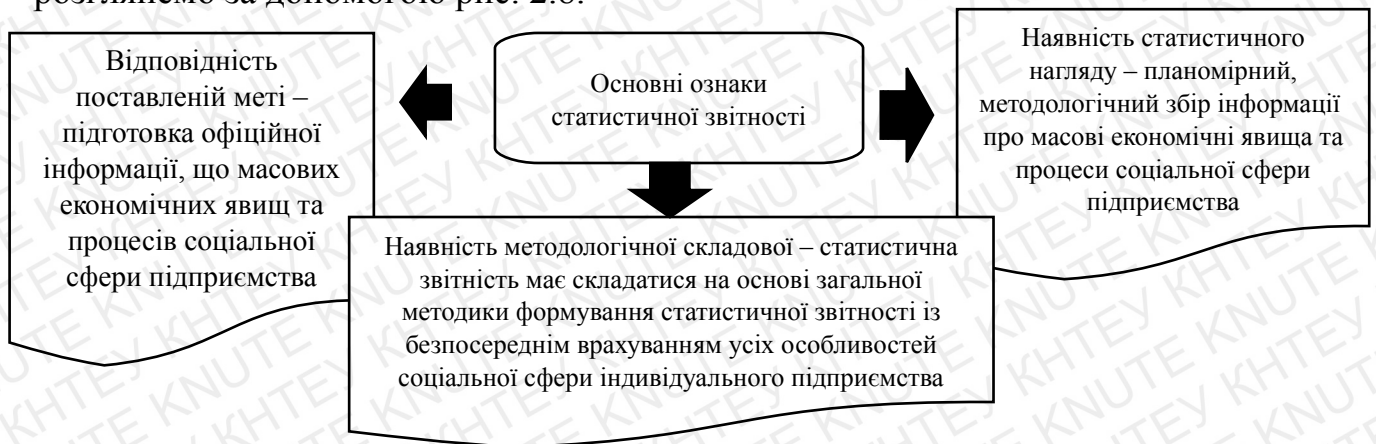 розглянемо за допомогою рис. 2.6.
Відповідність
поставленій меті –
підготовка офіційної
інформації, що масових
економічних явищ та
процесів соціальної
сфери підприємства
Основні ознаки
статистичної звітності
Наявність статистичного
нагляду – планомірний,
методологічний збір інформації
про масові економічні явища та
процеси соціальної сфери
підприємства
Наявність методологічної складової – статистична
звітність має складатися на основі загальної
методики формування статистичної звітності із
безпосереднім врахуванням усіх особливостей
соціальної сфери індивідуального підприємства